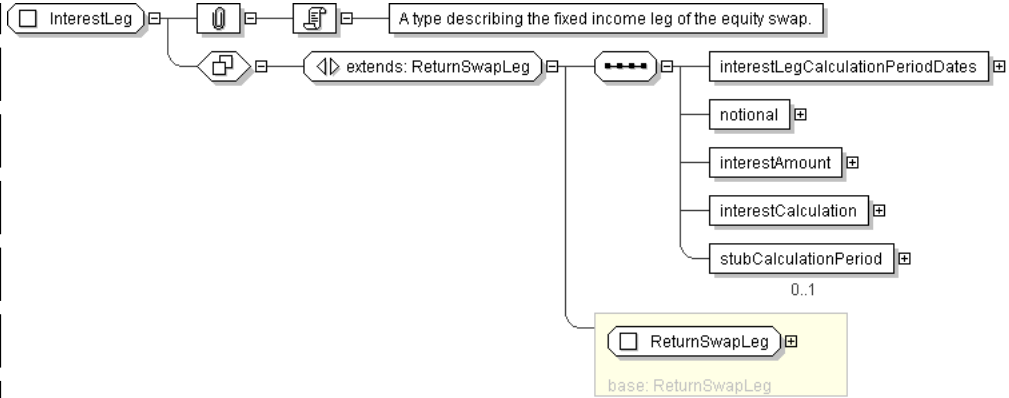 InterestLeg
A type describing the fixed income leg of the equity swap.
extends: ReturnSwapLeg
interestLegCalculationPeriodDates
notional
interestAmount
interestCalculation
stubCalculationPeriod
0..1
ReturnSwapLeg
base: ReturnSwapLeg